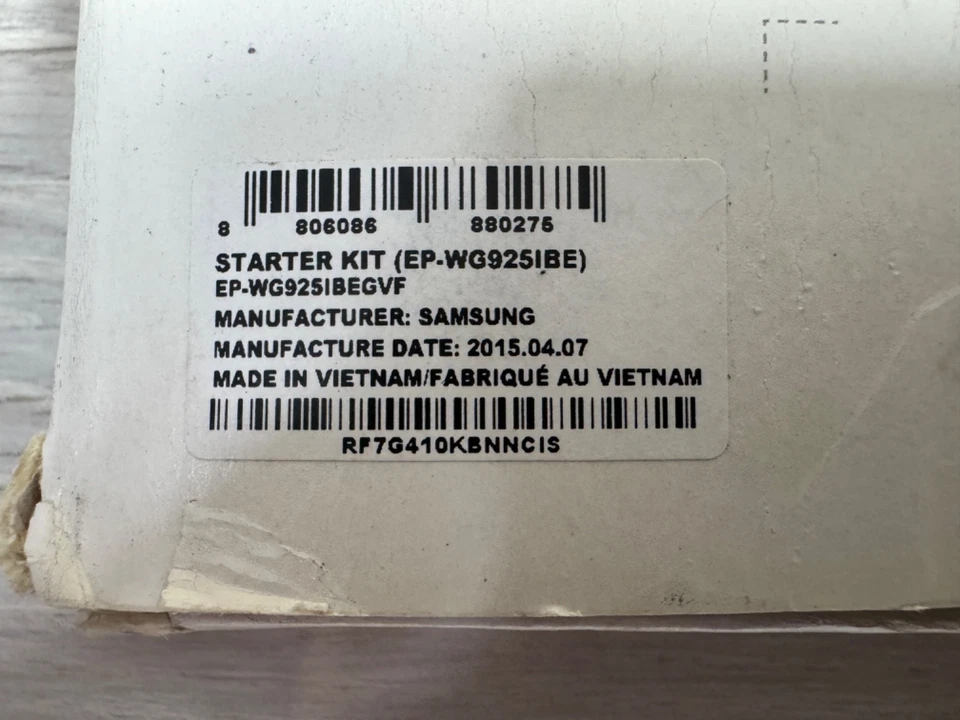 8 806086 880275
STARTER KIT (EP-WG925IBE)
EP-WG925IBEGVF
MANUFACTURER: SAMSUNG
MANUFACTURE DATE: 2015.04.07
MADE IN VIETNAM/FABRIQUÉ AU VIETNAM
RF7G410KBNNCIS